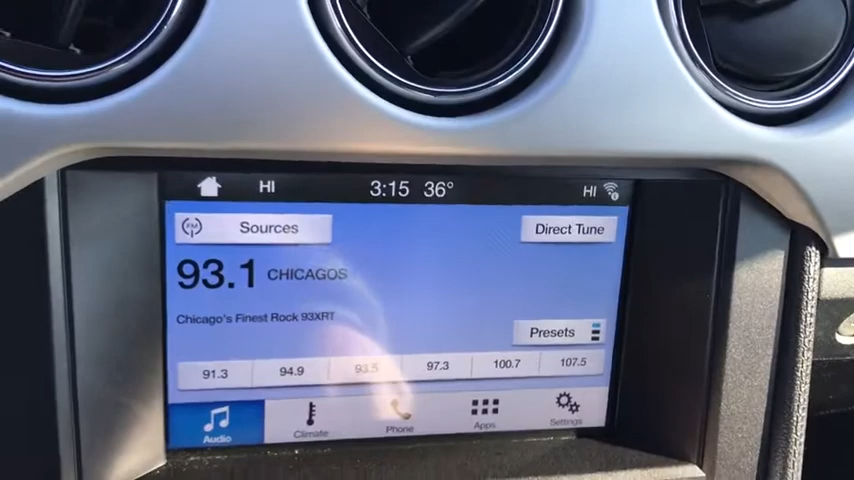 HI 3:15 36° HI
FM Sources Direct Tune
93.1 CHICAGOS
Chicago's Finest Rock 93XRT
Presets
91.3 94.9 93.5 97.3 100.7 107.5
Audio Climate Phone Apps Settings